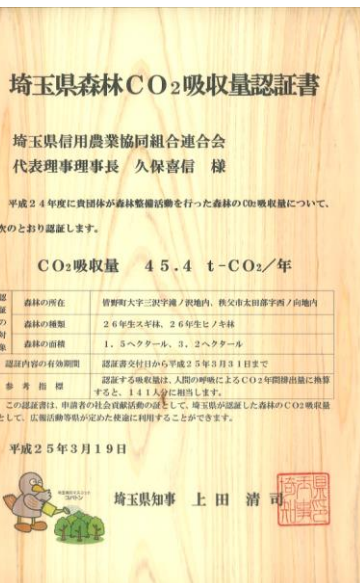 埼玉県森林CO₂吸収量認証書
埼玉県信用農業協同組合連合会
代表理事理事長 久保喜信 様
平成24年度に貴団体が森林整備活動を行った森林のCO₂吸収量について、
次のとおり認証します。
CO₂吸収量 45.4 t-CO₂/年
認証の対象
森林の所在 皆野町大字三沢字滝ノ沢地内、秩父市太田部字西ノ向地内
森林の種類 26年生スギ林、26年生ヒノキ林
森林の面積 1.5ヘクタール、3.2ヘクタール
認証内容の有効期間 認証書交付日から平成25年3月31日まで
参考指標 認証する吸収量は、人間の呼吸によるCO2年間排出量に換算
すると、141人分に相当します。
この認証書は、申請者の社会貢献活動の証として、埼玉県が認証した森林のCO2吸収量
として、広報活動等県が定めた使途に利用することができます。
平成25年3月19日
コバトン
埼玉県知事 上田清司